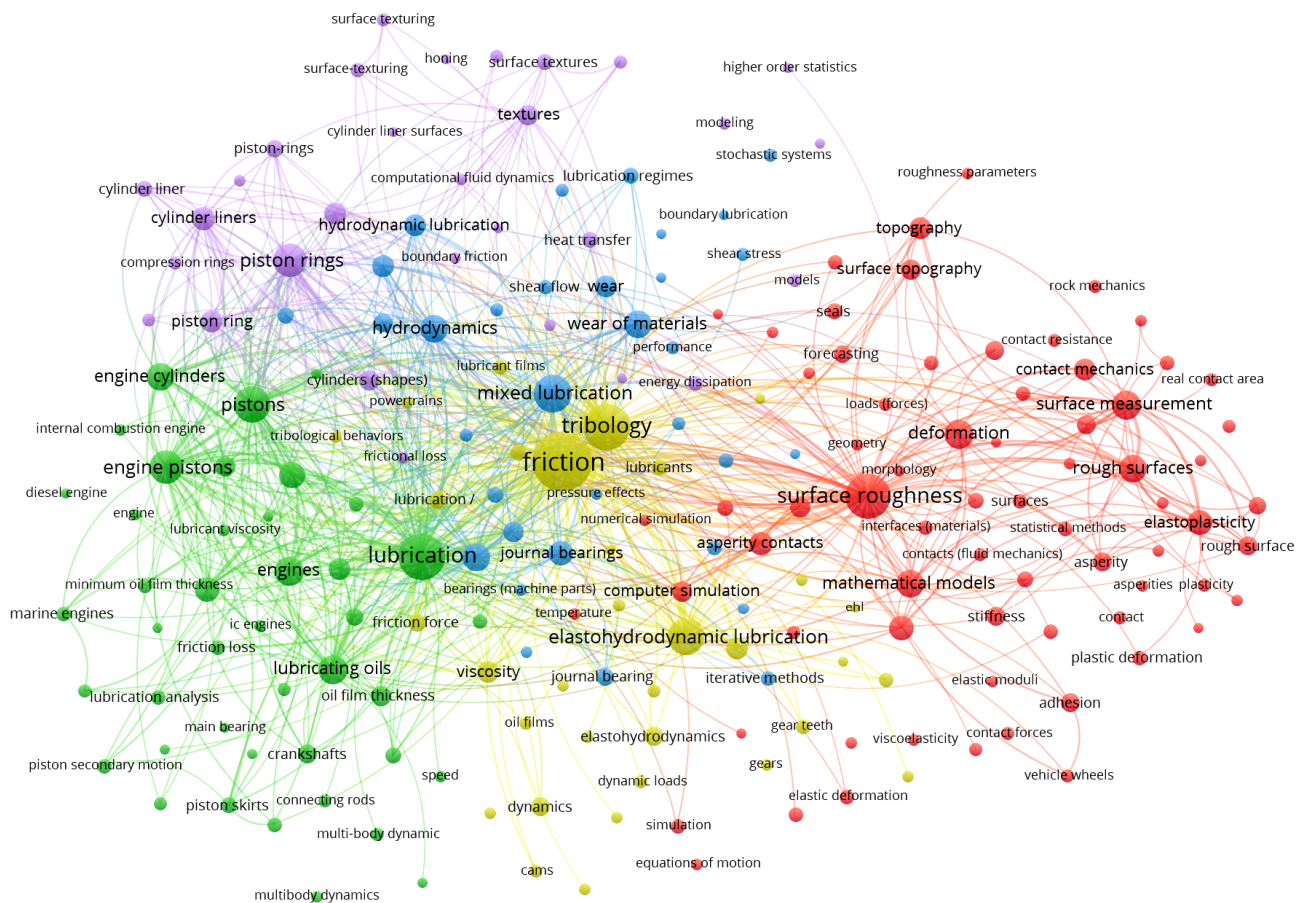 surface texturing
honing
surface-texturing
surface textures
higher order statistics
textures
modeling
cylinder liner surfaces
piston-rings
stochastic systems
roughness parameters
computational fluid dynamics
lubrication regimes
cylinder liner
cylinder liners
boundary lubrication
hydrodynamic lubrication
topography
heat transfer
shear stress
boundary friction
compression rings
piston rings
surface topography
models
rock mechanics
shear flow
wear
seals
piston ring
hydrodynamics
wear of materials
contact resistance
performance
forecasting
lubricant films
contact mechanics
engine cylinders
cylinders (shapes)
energy dissipation
real contact area
mixed lubrication
powertrains
pistons
loads (forces)
surface measurement
internal combustion engine
tribology
tribological behaviors
deformation
geometry
frictional loss
friction
engine pistons
lubricants
morphology
rough surfaces
diesel engine
pressure effects
lubrication /
surface roughness
surfaces
engine
numerical simulation
lubricant viscosity
interfaces (materials)
statistical methods
elastoplasticity
asperity contacts
rough surface
lubrication
journal bearings
contacts (fluid mechanics)
asperity
engines
minimum oil film thickness
mathematical models
asperities
plasticity
bearings (machine parts)
computer simulation
marine engines
temperature
ehl
ic engines
friction force
stiffness
contact
elastohydrodynamic lubrication
friction loss
plastic deformation
lubricating oils
viscosity
journal bearing
iterative methods
elastic moduli
lubrication analysis
oil film thickness
adhesion
main bearing
oil films
gear teeth
elastohydrodynamics
viscoelasticity
contact forces
crankshafts
piston secondary motion
gears
speed
dynamic loads
vehicle wheels
elastic deformation
connecting rods
piston skirts
dynamics
simulation
multi-body dynamic
equations of motion
cams
multibody dynamics